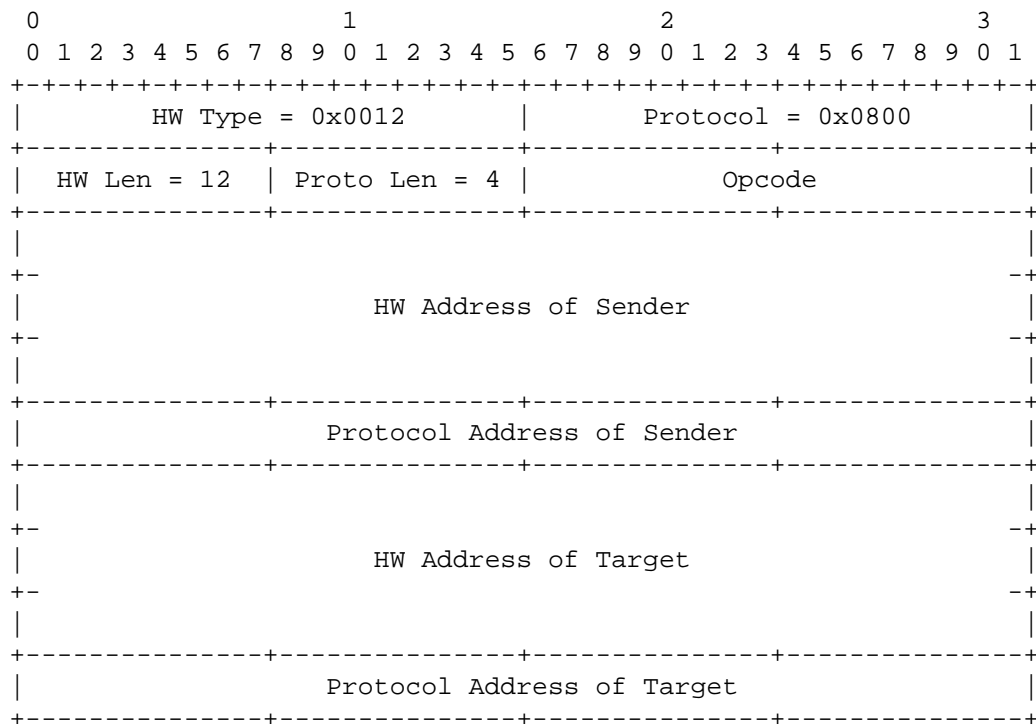 0                   1                   2                   3
0 1 2 3 4 5 6 7 8 9 0 1 2 3 4 5 6 7 8 9 0 1 2 3 4 5 6 7 8 9 0 1
+-+-+-+-+-+-+-+-+-+-+-+-+-+-+-+-+-+-+-+-+-+-+-+-+-+-+-+-+-+-+-+-+
|        HW Type = 0x0012        |       Protocol = 0x0800       |
+---------------+---------------+---------------+---------------+
|  HW Len = 12  | Proto Len = 4 |            Opcode             |
+---------------+---------------+---------------+---------------+
|                                                               |
+-                                                             -+
|                      HW Address of Sender                     |
+-                                                             -+
|                                                               |
+---------------+---------------+---------------+---------------+
|                   Protocol Address of Sender                  |
+---------------+---------------+---------------+---------------+
|                                                               |
+-                                                             -+
|                      HW Address of Target                     |
+-                                                             -+
|                                                               |
+---------------+---------------+---------------+---------------+
|                   Protocol Address of Target                  |
+---------------+---------------+---------------+---------------+